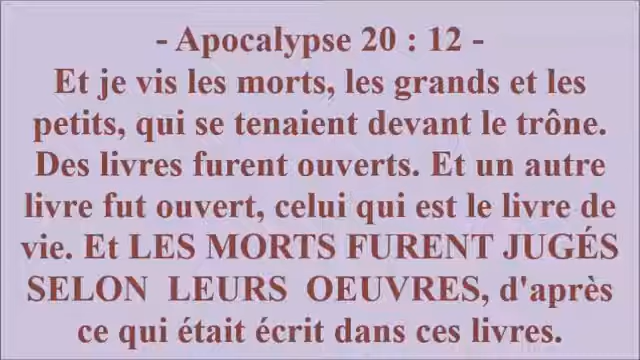 - Apocalypse 20 : 12 -
Et je vis les morts, les grands et les
petits, qui se tenaient devant le trône.
Des livres furent ouverts. Et un autre
livre fut ouvert, celui qui est le livre de
vie. Et LES MORTS FURENT JUGÉS
SELON LEURS OEUVRES, d'après
ce qui était écrit dans ces livres.